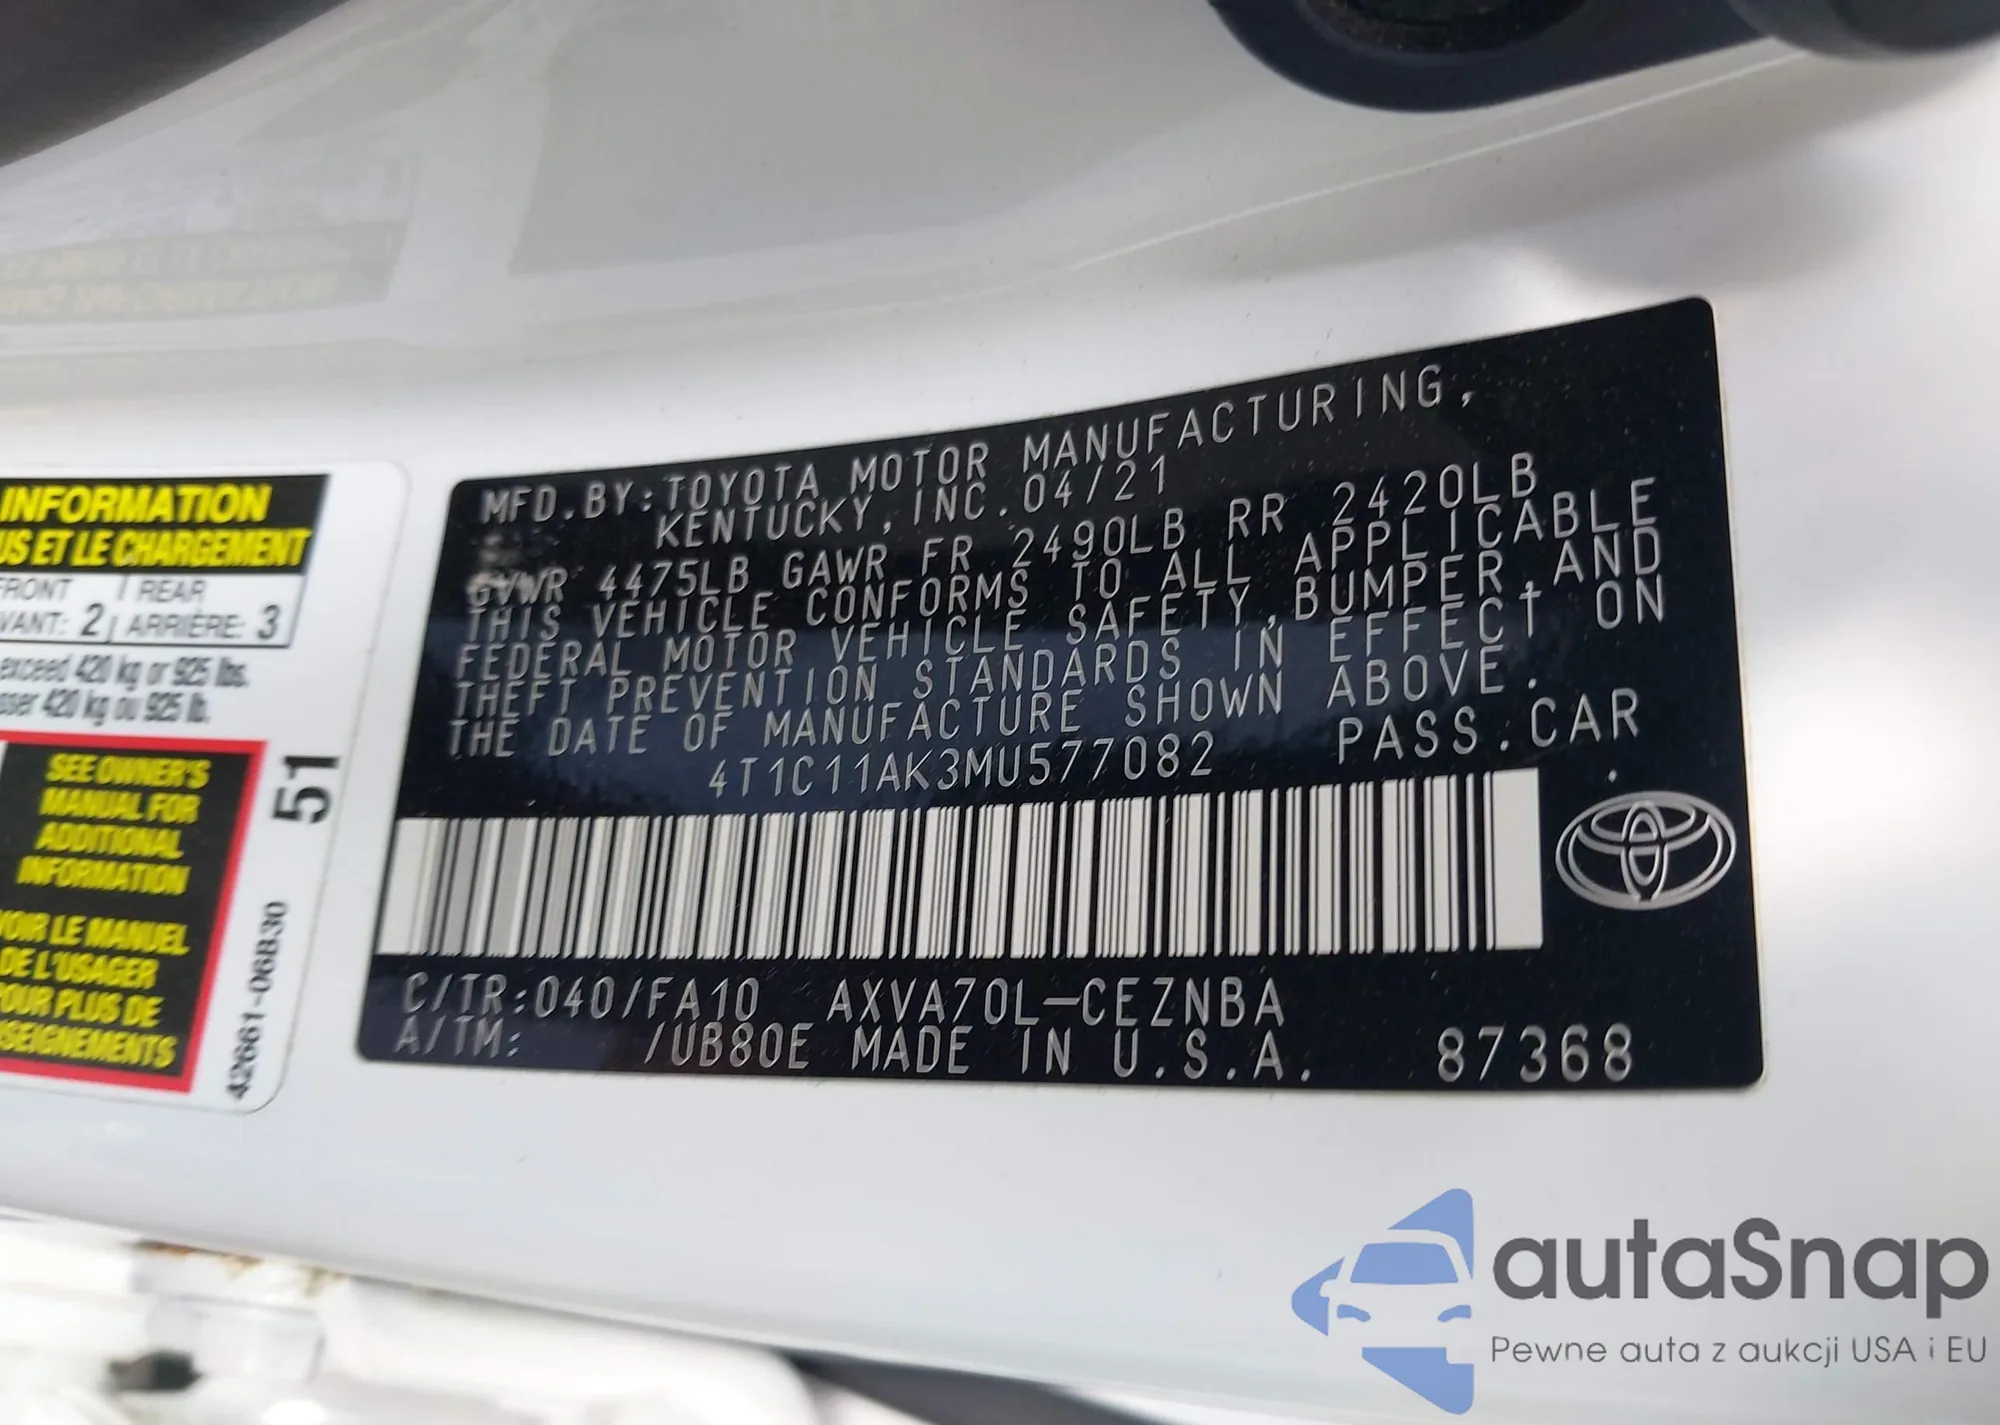 INFORMATION
US ET LE CHARGEMENT
FRONT | REAR
VANT: 2 | ARRIÈRE: 3
exceed 420 kg or 925 lbs.
sser 420 kg ou 925 lb.
SEE OWNER'S
MANUAL FOR
ADDITIONAL
INFORMATION
VOIR LE MANUEL
DE L'USAGER
POUR PLUS DE
SEIGNEMENTS
51
42661-06B30
MFD.BY:TOYOTA MOTOR MANUFACTURING,
KENTUCKY,INC.04/21
GVWR 4475LB GAWR FR 2490LB RR 2420LB
THIS VEHICLE CONFORMS TO ALL APPLICABLE
FEDERAL MOTOR VEHICLE SAFETY,BUMPER,AND
THEFT PREVENTION STANDARDS IN EFFECT ON
THE DATE OF MANUFACTURE SHOWN ABOVE.
4T1C11AK3MU577082 PASS.CAR
C/TR:040/FA10 AXVA70L-CEZNBA
A/TM: /UB80E MADE IN U.S.A. 87368
autaSnap
Pewne auta z aukcji USA i EU